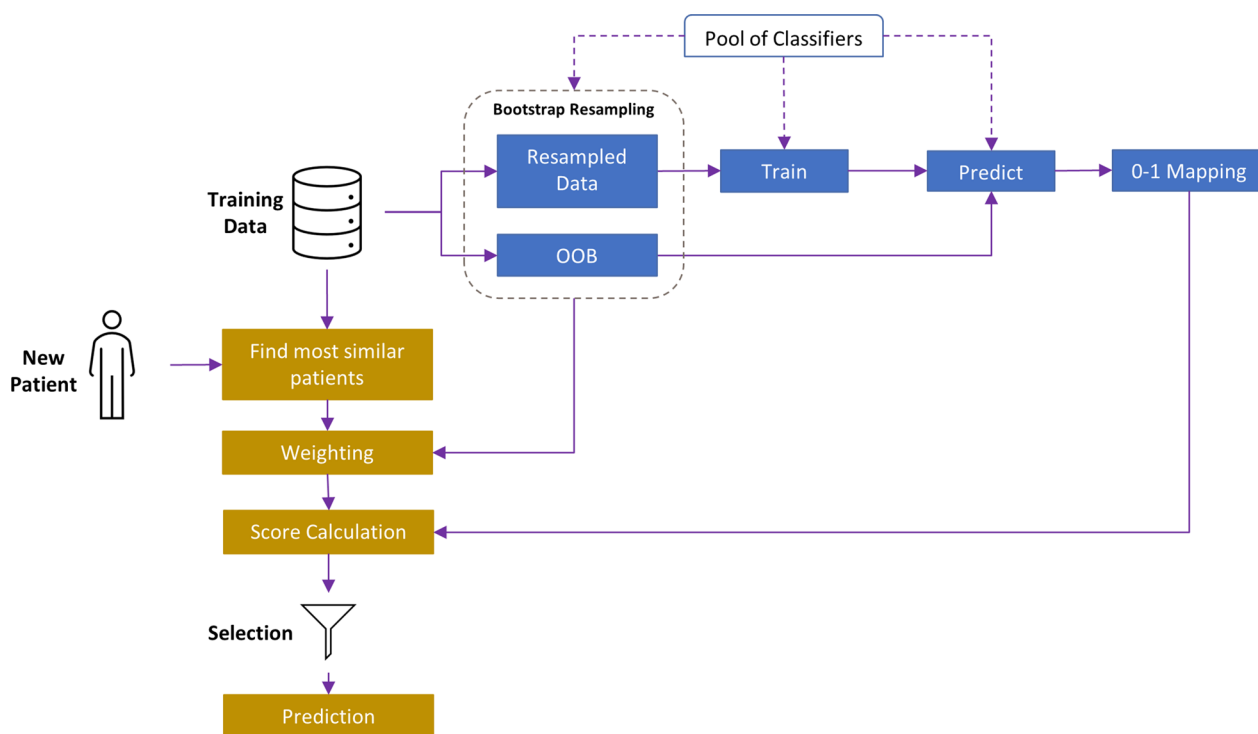 Pool of Classifiers
Bootstrap Resampling
Resampled
Data
Train
Predict
0-1 Mapping
Training
Data
OOB
New
Patient
Find most similar
patients
Weighting
Score Calculation
Selection
Prediction